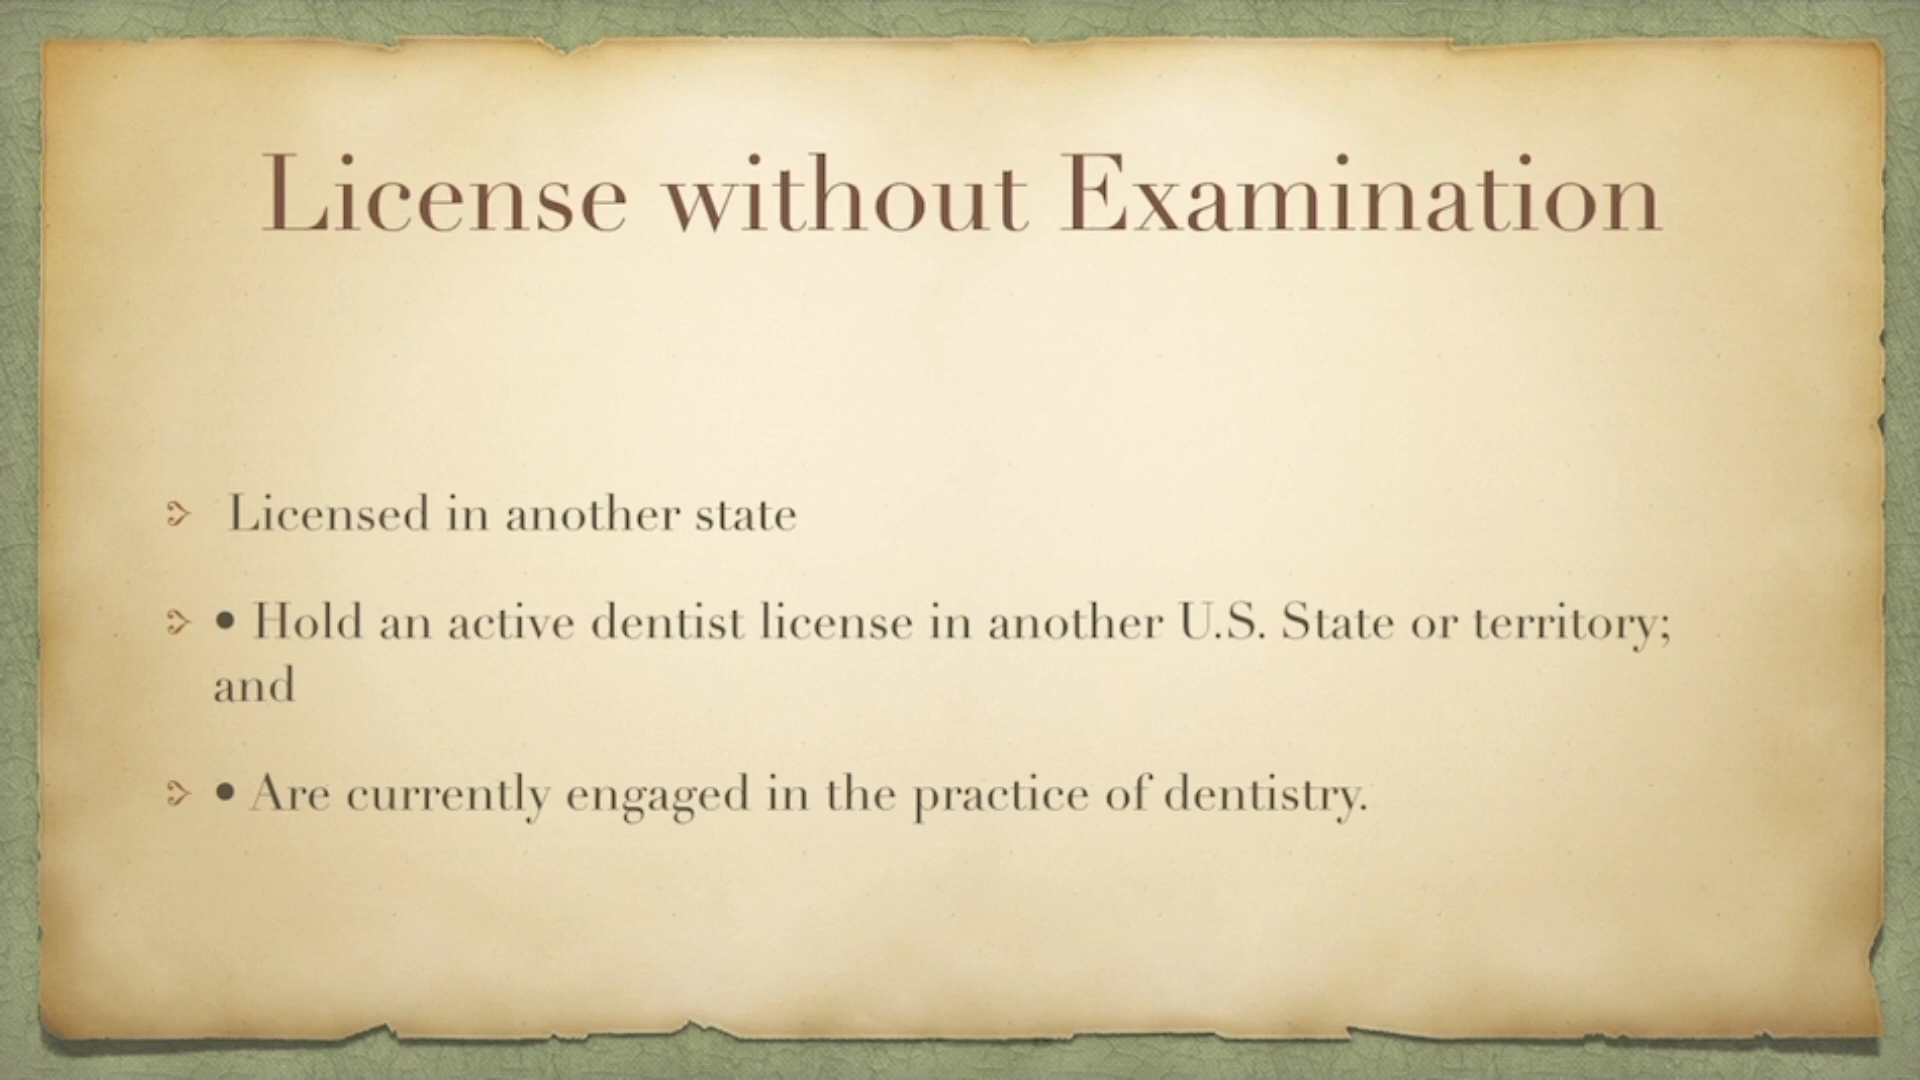 License without Examination
Licensed in another state
• Hold an active dentist license in another U.S. State or territory;
and
• Are currently engaged in the practice of dentistry.